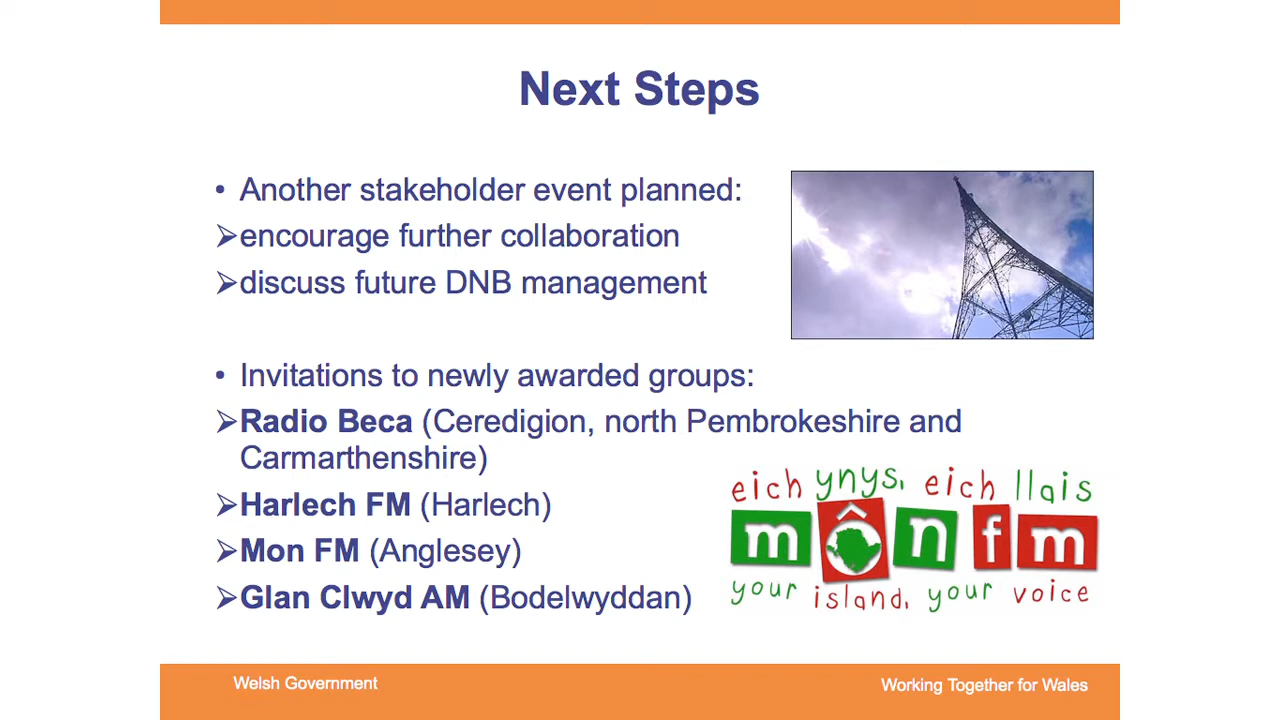 Next Steps
• Another stakeholder event planned:
➢encourage further collaboration
➢discuss future DNB management
• Invitations to newly awarded groups:
➢Radio Beca (Ceredigion, north Pembrokeshire and
Carmarthenshire)
➢Harlech FM (Harlech)
➢Mon FM (Anglesey)
➢Glan Clwyd AM (Bodelwyddan)
eich ynys, eich llais
môn fm
your island, your voice
Welsh Government
Working Together for Wales